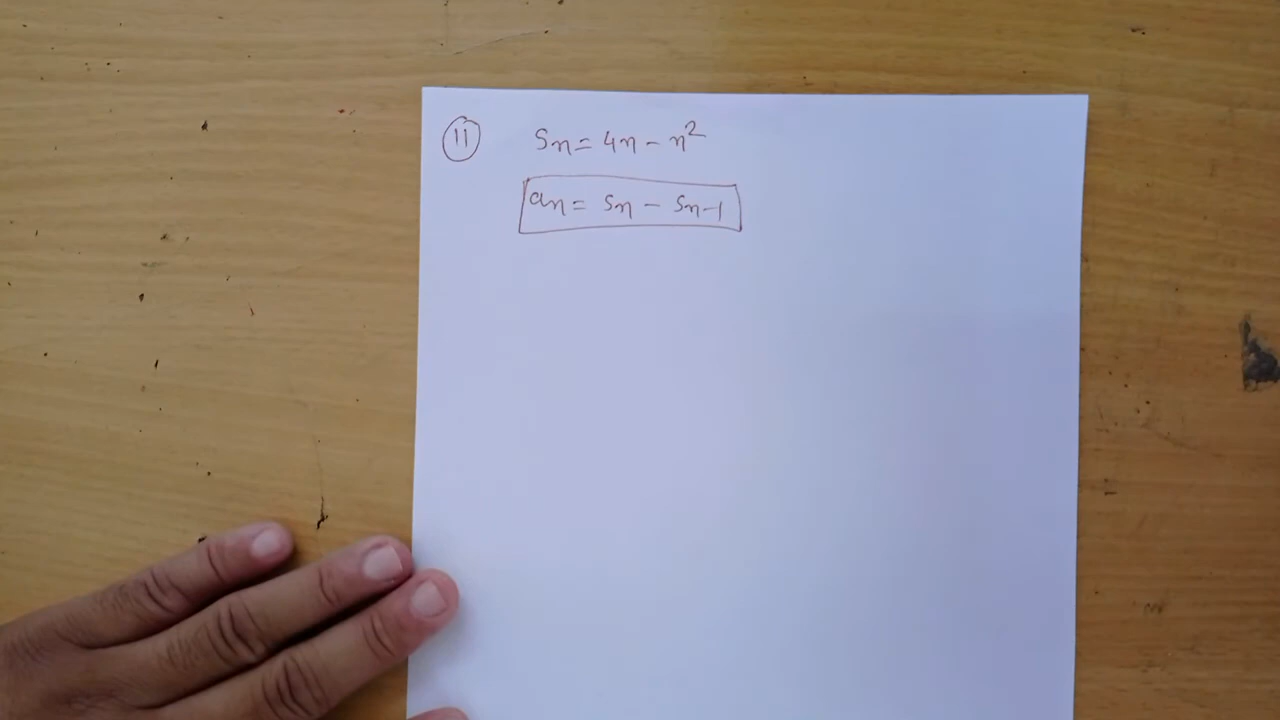 11 Sn = 4n - n²
an = Sn - Sn-1